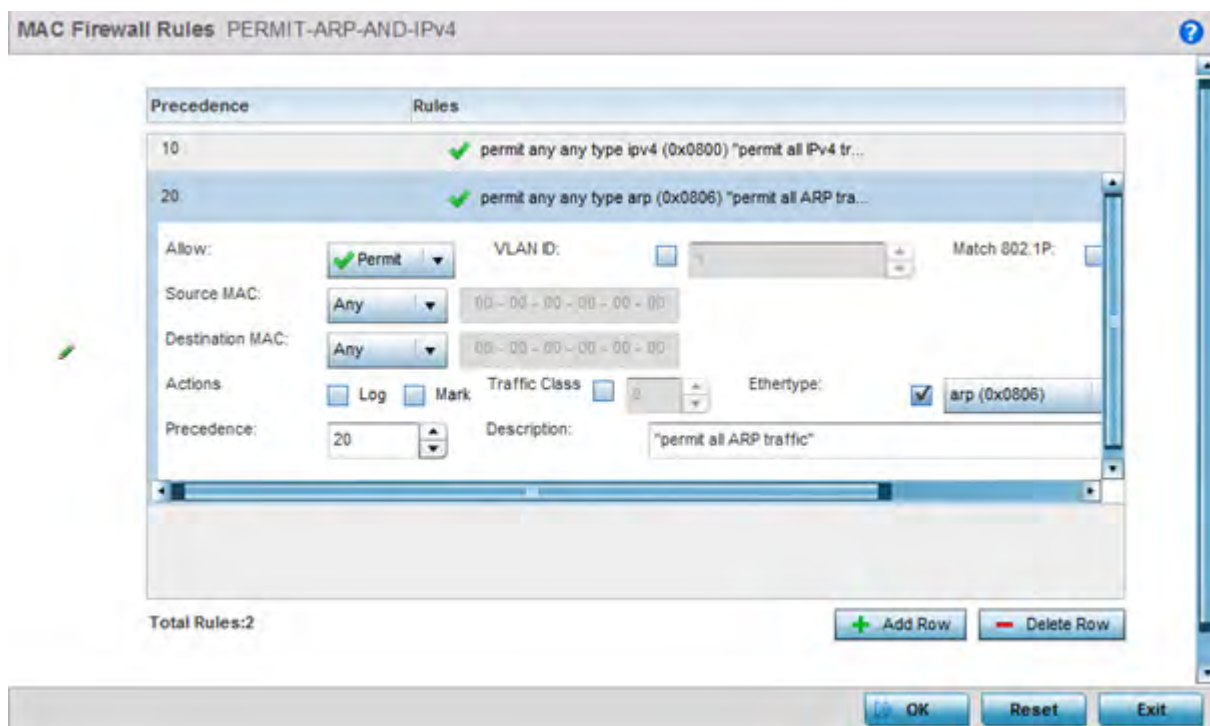 MAC Firewall Rules PERMIT-ARP-AND-IPv4
Precedence Rules
10 permit any any type ipv4 (0x0800) "permit all IPv4 tr...
20 permit any any type arp (0x0806) "permit all ARP tra...
Allow: Permit VLAN ID: Match 802.1P:
Source MAC: Any 00 - 00 - 00 - 00 - 00 - 00
Destination MAC: Any 00 - 00 - 00 - 00 - 00 - 00
Actions Log Mark Traffic Class Ethertype: arp (0x0806)
Precedence: 20 Description: "permit all ARP traffic"
Total Rules:2 Add Row Delete Row
OK Reset Exit